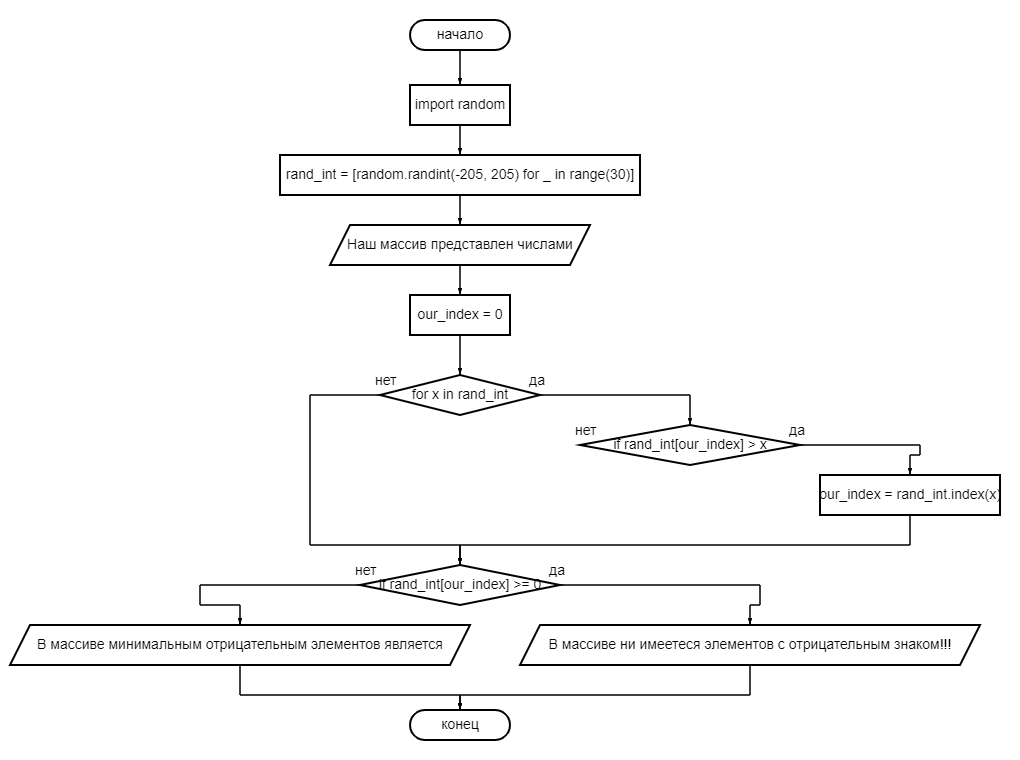 начало
import random
rand_int = [random.randint(-205, 205) for _ in range(30)]
Наш массив представлен числами
our_index = 0
нет
да
for x in rand_int
нет
да
if rand_int[our_index] > x
our_index = rand_int.index(x)
нет
да
if rand_int[our_index] >= 0
В массиве минимальным отрицательным элементов является
В массиве ни имеетеся элементов с отрицательным знаком!!!
конец